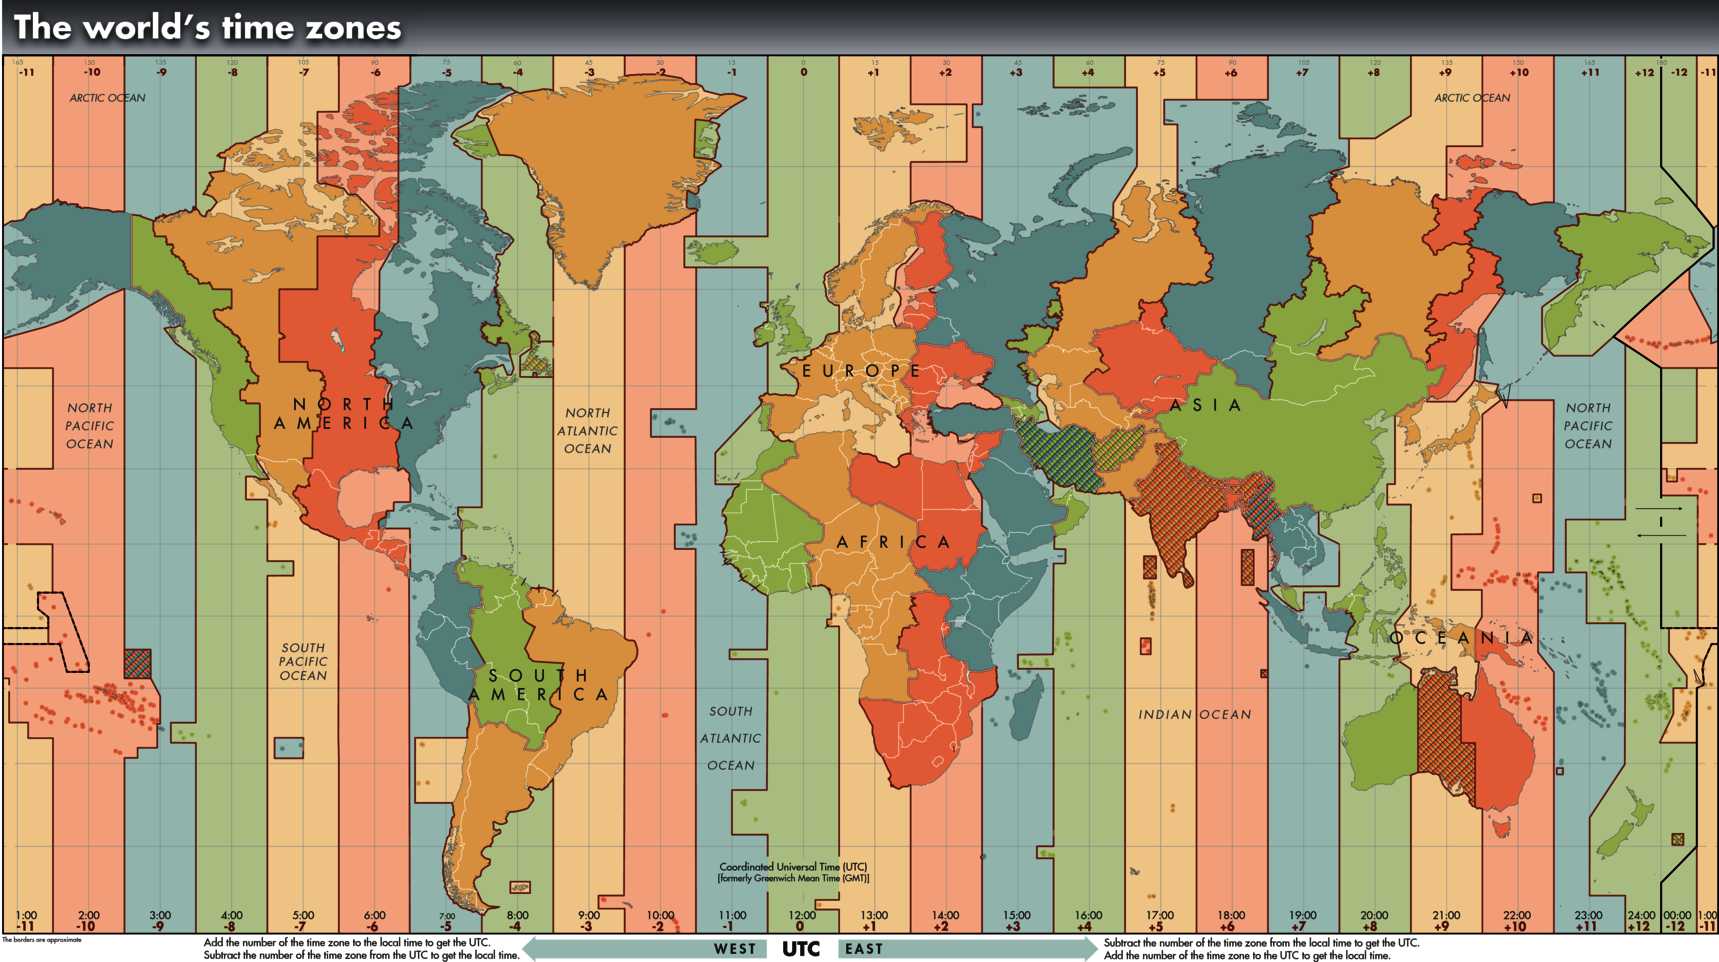 The world's time zones
165 150 135 120 105 90 75 60 45 30 15 0 15 30 45 60 75 90 105 120 135 150 165 180
-11 -10 -9 -8 -7 -6 -5 -4 -3 -2 -1 0 +1 +2 +3 +4 +5 +6 +7 +8 +9 +10 +11 +12 -12 -11
ARCTIC OCEAN
ARCTIC OCEAN
EUROPE
NORTH
AMERICA
ASIA
NORTH
PACIFIC
OCEAN
NORTH
ATLANTIC
OCEAN
NORTH
PACIFIC
OCEAN
AFRICA
OCEANIA
SOUTH
PACIFIC
OCEAN
SOUTH
AMERICA
SOUTH
ATLANTIC
OCEAN
INDIAN OCEAN
Coordinated Universal Time (UTC)
[formerly Greenwich Mean Time (GMT)]
1:00 2:00 3:00 4:00 5:00 6:00 7:00 8:00 9:00 10:00 11:00 12:00 13:00 14:00 15:00 16:00 17:00 18:00 19:00 20:00 21:00 22:00 23:00 24:00 00:00 1:00
-11 -10 -9 -8 -7 -6 -5 -4 -3 -2 -1 0 +1 +2 +3 +4 +5 +6 +7 +8 +9 +10 +11 +12 -12 -11
The borders are approximate
Add the number of the time zone to the local time to get the UTC.
Subtract the number of the time zone from the UTC to get the local time.
WEST UTC EAST
Subtract the number of the time zone from the local time to get the UTC.
Add the number of the time zone to the UTC to get the local time.